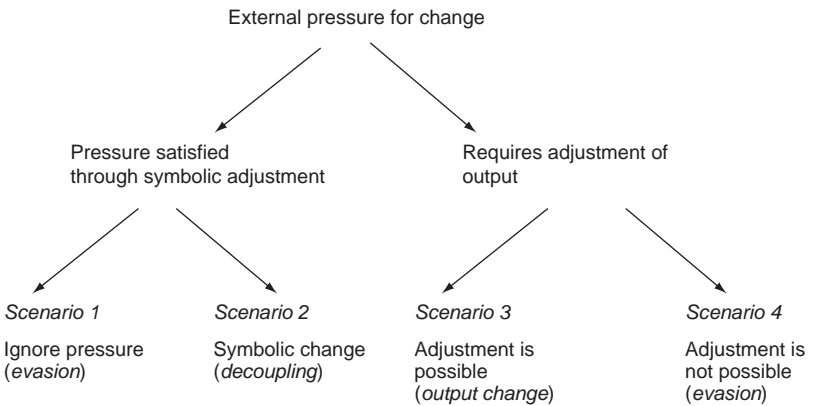 External pressure for change
Pressure satisfied
through symbolic adjustment
Requires adjustment of
output
Scenario 1
Ignore pressure
(evasion)
Scenario 2
Symbolic change
(decoupling)
Scenario 3
Adjustment is
possible
(output change)
Scenario 4
Adjustment is
not possible
(evasion)